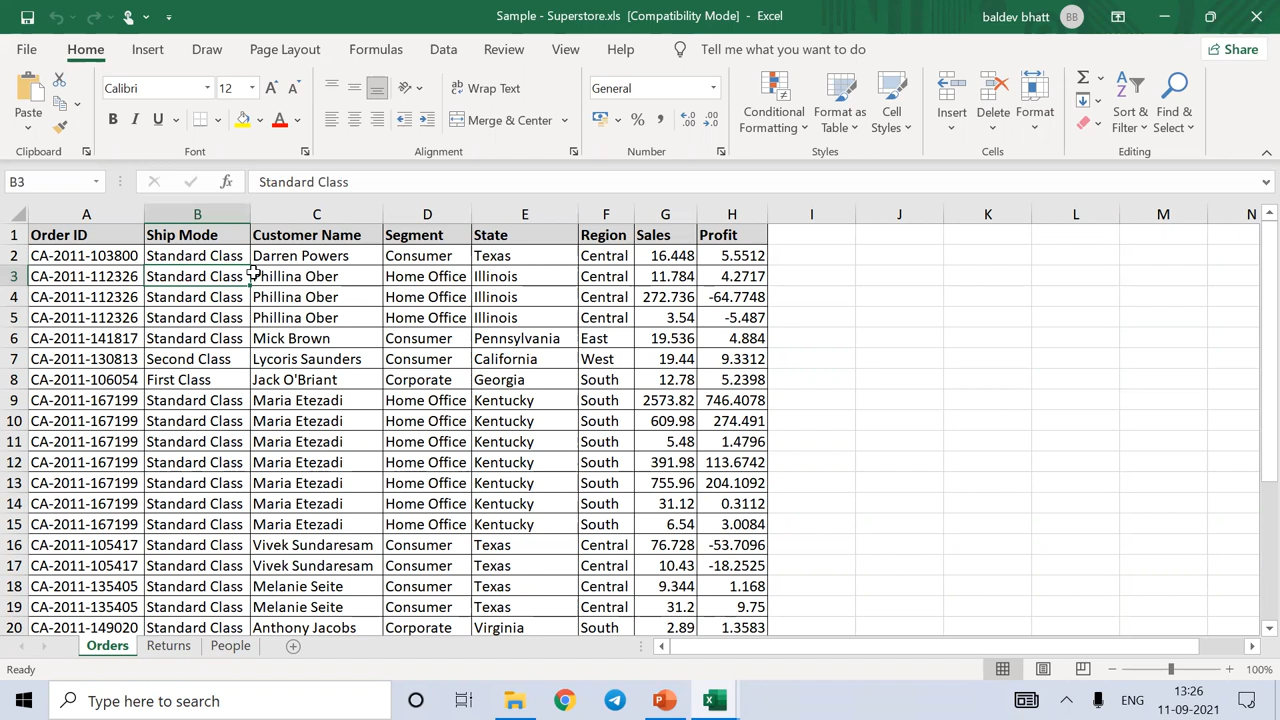 Sample - Superstore.xls [Compatibility Mode] - Excel
baldev bhatt BB
File Home Insert Draw Page Layout Formulas Data Review View Help Tell me what you want to do Share
Paste
Calibri 12
B I U A
ab Wrap Text
Merge & Center
General
% ,
Conditional Formatting
Format as Table
Cell Styles
Insert Delete Format
Sort & Filter
Find & Select
Clipboard Font Alignment Number Styles Cells Editing
B3 fx Standard Class
A B C D E F G H I J K L M N
1 Order ID Ship Mode Customer Name Segment State Region Sales Profit
2 CA-2011-103800 Standard Class Darren Powers Consumer Texas Central 16.448 5.5512
3 CA-2011-112326 Standard Class Phillina Ober Home Office Illinois Central 11.784 4.2717
4 CA-2011-112326 Standard Class Phillina Ober Home Office Illinois Central 272.736 -64.7748
5 CA-2011-112326 Standard Class Phillina Ober Home Office Illinois Central 3.54 -5.487
6 CA-2011-141817 Standard Class Mick Brown Consumer Pennsylvania East 19.536 4.884
7 CA-2011-130813 Second Class Lycoris Saunders Consumer California West 19.44 9.3312
8 CA-2011-106054 First Class Jack O'Briant Corporate Georgia South 12.78 5.2398
9 CA-2011-167199 Standard Class Maria Etezadi Home Office Kentucky South 2573.82 746.4078
10 CA-2011-167199 Standard Class Maria Etezadi Home Office Kentucky South 609.98 274.491
11 CA-2011-167199 Standard Class Maria Etezadi Home Office Kentucky South 5.48 1.4796
12 CA-2011-167199 Standard Class Maria Etezadi Home Office Kentucky South 391.98 113.6742
13 CA-2011-167199 Standard Class Maria Etezadi Home Office Kentucky South 755.96 204.1092
14 CA-2011-167199 Standard Class Maria Etezadi Home Office Kentucky South 31.12 0.3112
15 CA-2011-167199 Standard Class Maria Etezadi Home Office Kentucky South 6.54 3.0084
16 CA-2011-105417 Standard Class Vivek Sundaresam Consumer Texas Central 76.728 -53.7096
17 CA-2011-105417 Standard Class Vivek Sundaresam Consumer Texas Central 10.43 -18.2525
18 CA-2011-135405 Standard Class Melanie Seite Consumer Texas Central 9.344 1.168
19 CA-2011-135405 Standard Class Melanie Seite Consumer Texas Central 31.2 9.75
20 CA-2011-149020 Standard Class Anthony Jacobs Corporate Virginia South 2.89 1.3583
Orders Returns People
Ready 100%
Type here to search
ENG
13:26
11-09-2021